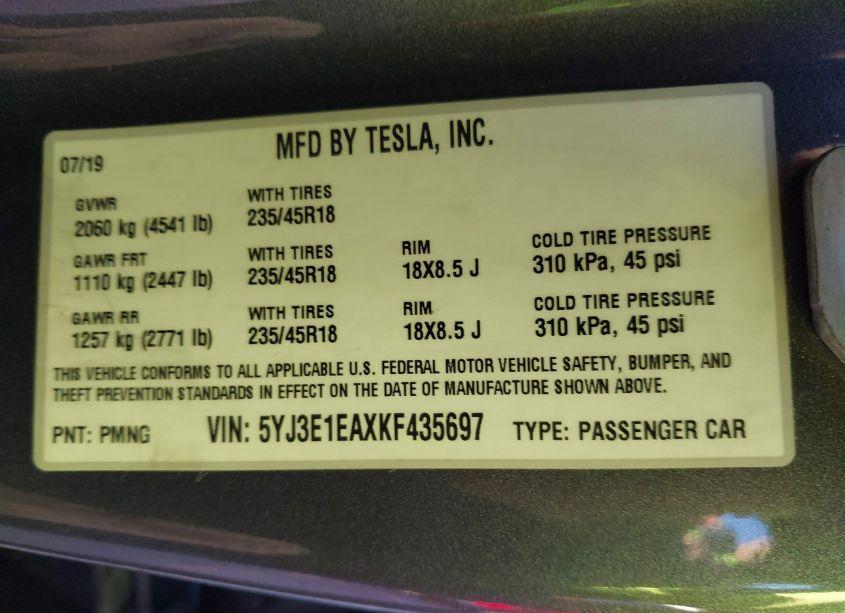 MFD BY TESLA, INC.
07/19
GVWR WITH TIRES
2060 kg (4541 lb) 235/45R18
GAWR FRT WITH TIRES RIM COLD TIRE PRESSURE
1110 kg (2447 lb) 235/45R18 18X8.5 J 310 kPa, 45 psi
GAWR RR WITH TIRES RIM COLD TIRE PRESSURE
1257 kg (2771 lb) 235/45R18 18X8.5 J 310 kPa, 45 psi
THIS VEHICLE CONFORMS TO ALL APPLICABLE U.S. FEDERAL MOTOR VEHICLE SAFETY, BUMPER, AND
THEFT PREVENTION STANDARDS IN EFFECT ON THE DATE OF MANUFACTURE SHOWN ABOVE.
PNT: PMNG VIN: 5YJ3E1EAXKF435697 TYPE: PASSENGER CAR